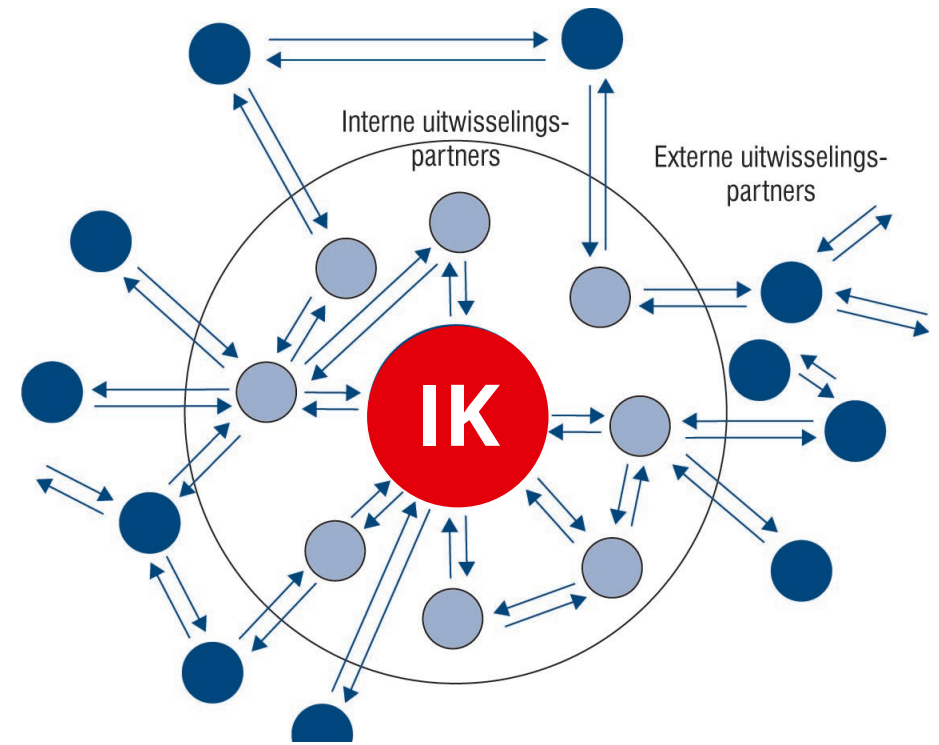 Interne uitwisselings-
partners
Externe uitwisselings-
partners
IK